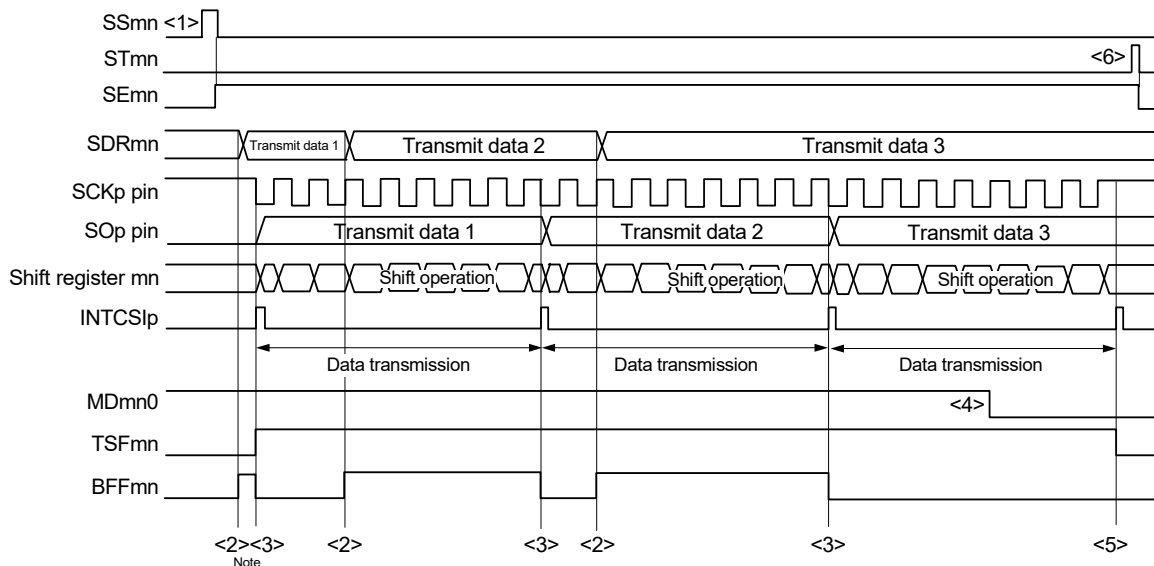 SSmn <1>
STmn <6>
SEmn
SDRmn Transmit data 1 Transmit data 2 Transmit data 3
SCKp pin
SOp pin Transmit data 1 Transmit data 2 Transmit data 3
Shift register mn Shift operation Shift operation Shift operation
INTCSIp
Data transmission Data transmission Data transmission
MDmn0 <4>
TSFmn
BFFmn
<2> <3> <2> <3> <2> <3> <5>
Note